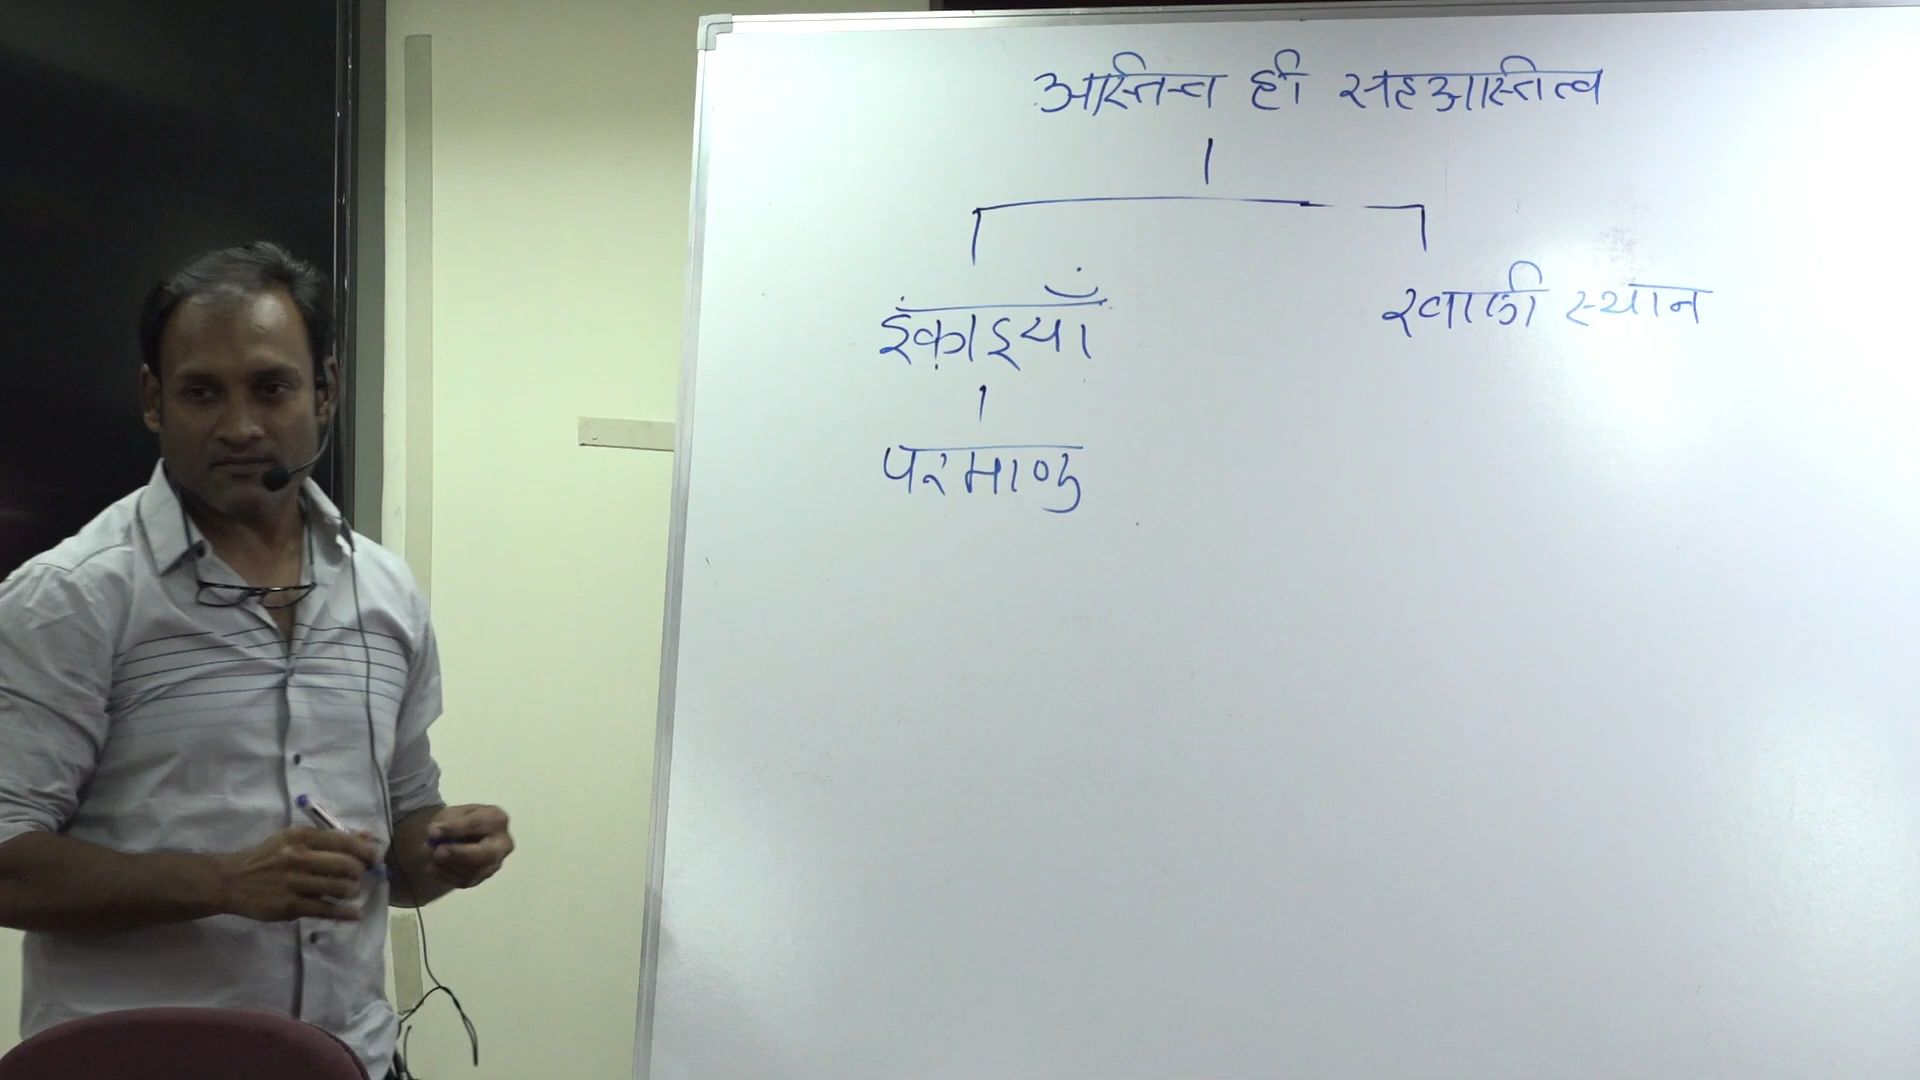 अस्तित्व ही सहअस्तित्व
इकाइयाँ खाली स्थान
परमाणु